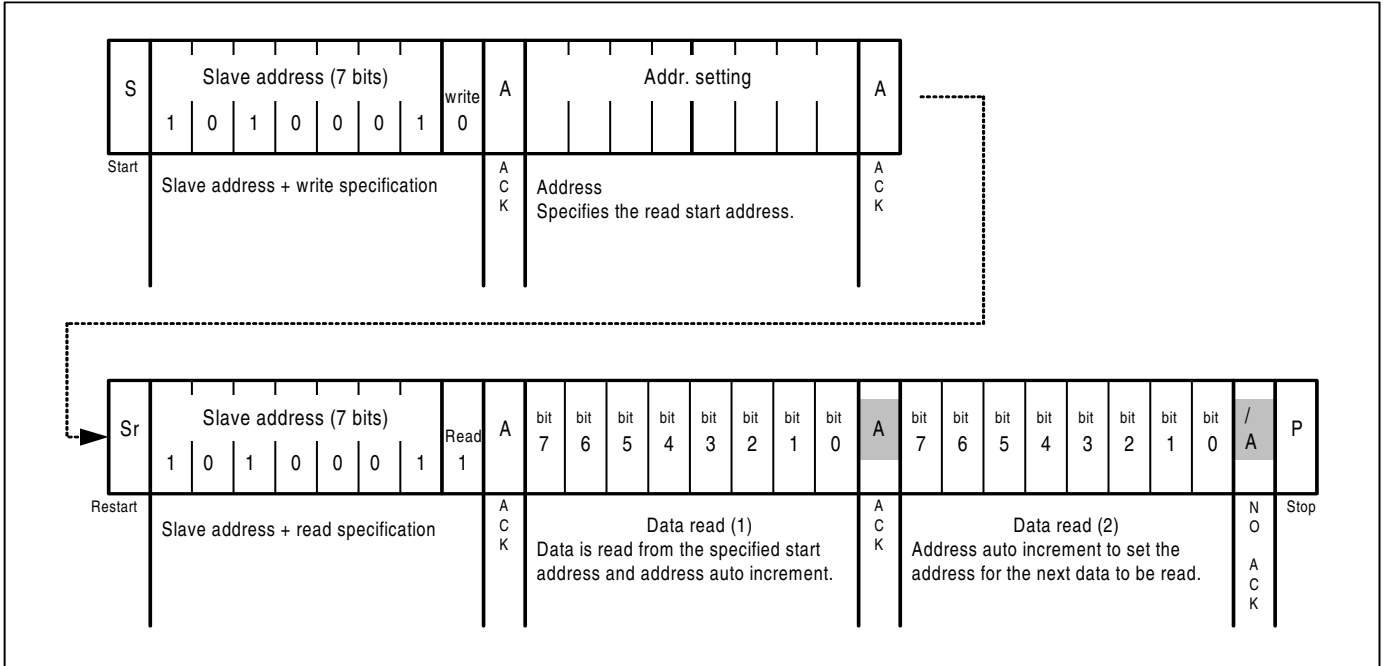 S
Slave address (7 bits)
write
A
Addr. setting
A
1 0 1 0 0 0 1 0
Start
Slave address + write specification
A
C
K
Address
Specifies the read start address.
A
C
K
Sr
Slave address (7 bits)
Read
A
bit bit bit bit bit bit bit bit
7 6 5 4 3 2 1 0
A
bit bit bit bit bit bit bit bit
7 6 5 4 3 2 1 0
/
A
P
1 0 1 0 0 0 1 1
Restart
Slave address + read specification
A
C
K
Data read (1)
Data is read from the specified start
address and address auto increment.
A
C
K
Data read (2)
Address auto increment to set the
address for the next data to be read.
N
O
A
C
K
Stop